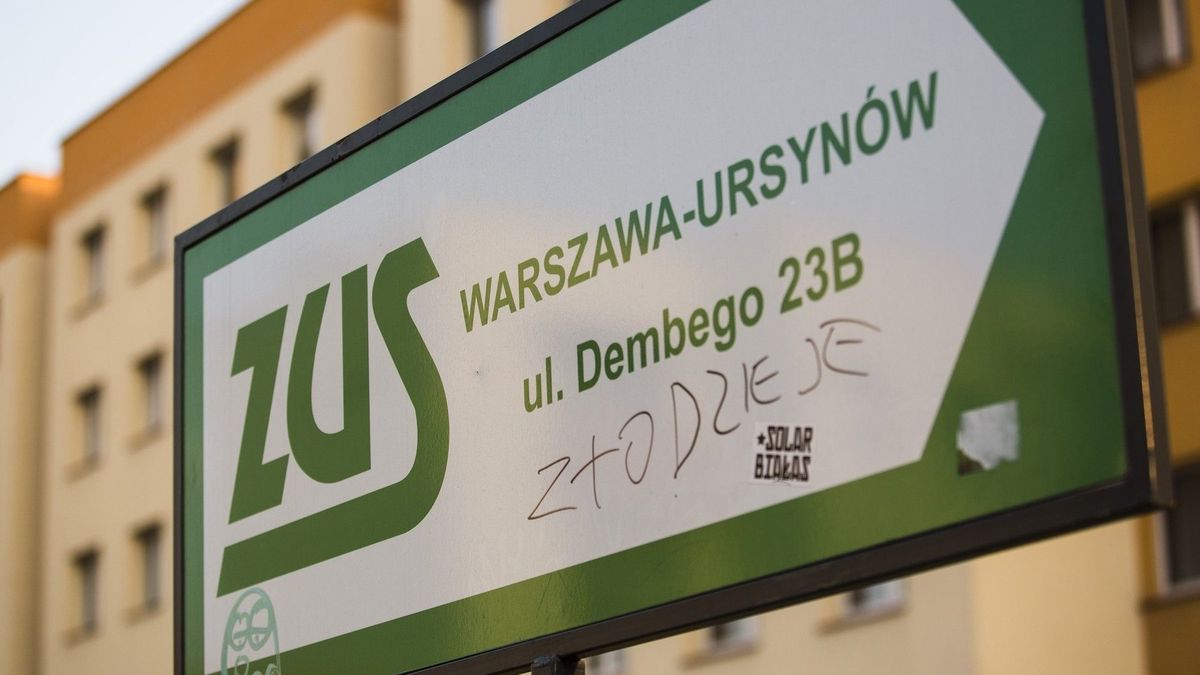 ZUS
WARSZAWA-URSYNÓW
ul. Dembego 23B
ZŁODZIEJE
★SOLAR
BIAŁAS